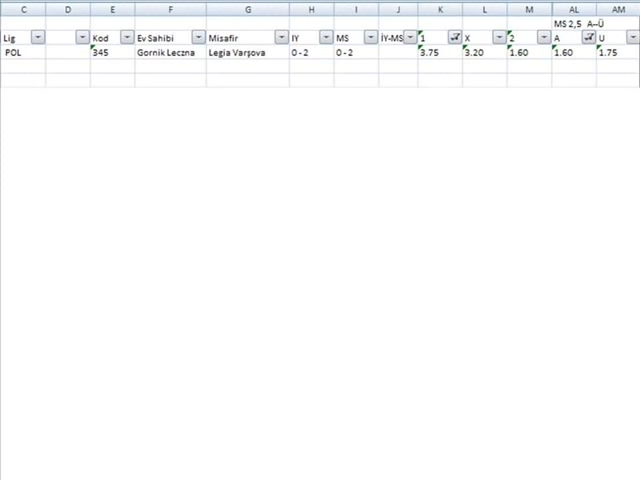 C D E F G H I J K L M AL AM
MS 2,5 A--Ü
Lig Kod Ev Sahibi Misafir IY MS İY-MS 1 X 2 A U
POL 345 Gornik Leczna Legia Varşova 0 - 2 0 - 2 3.75 3.20 1.60 1.60 1.75